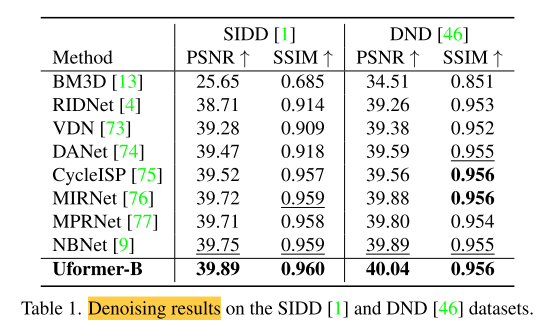 SIDD [1] DND [46]
Method PSNR ↑ SSIM ↑ PSNR ↑ SSIM ↑
BM3D [13] 25.65 0.685 34.51 0.851
RIDNet [4] 38.71 0.914 39.26 0.953
VDN [73] 39.28 0.909 39.38 0.952
DANet [74] 39.47 0.918 39.59 0.955
CycleISP [75] 39.52 0.957 39.56 0.956
MIRNet [76] 39.72 0.959 39.88 0.956
MPRNet [77] 39.71 0.958 39.80 0.954
NBNet [9] 39.75 0.959 39.89 0.955
Uformer-B 39.89 0.960 40.04 0.956
Table 1. Denoising results on the SIDD [1] and DND [46] datasets.